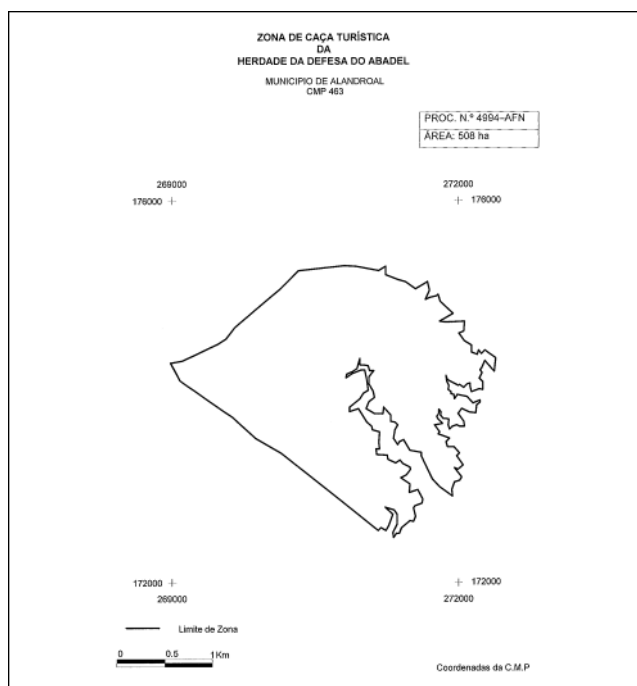 ZONA DE CAÇA TURÍSTICA
DA
HERDADE DA DEFESA DO ABADEL
MUNICIPIO DE ALANDROAL
CMP 463
PROC. N.º 4994-AFN
ÁREA: 508 ha
269000
272000
176000
176000
172000
172000
269000
272000
Limite de Zona
0 0.5 1Km
Coordenadas da C.M.P